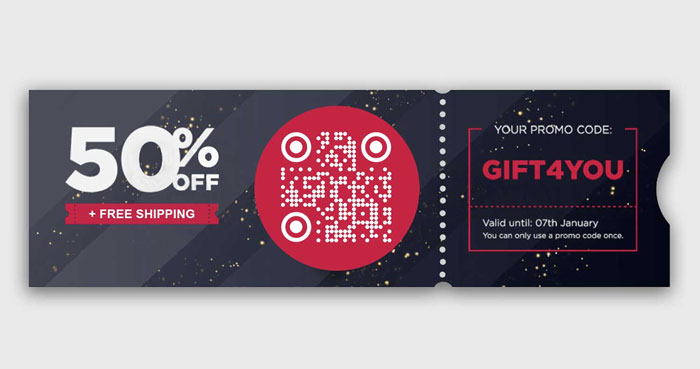 50% OFF
+ FREE SHIPPING
YOUR PROMO CODE:
GIFT4YOU
Valid until: 07th January
You can only use a promo code once.